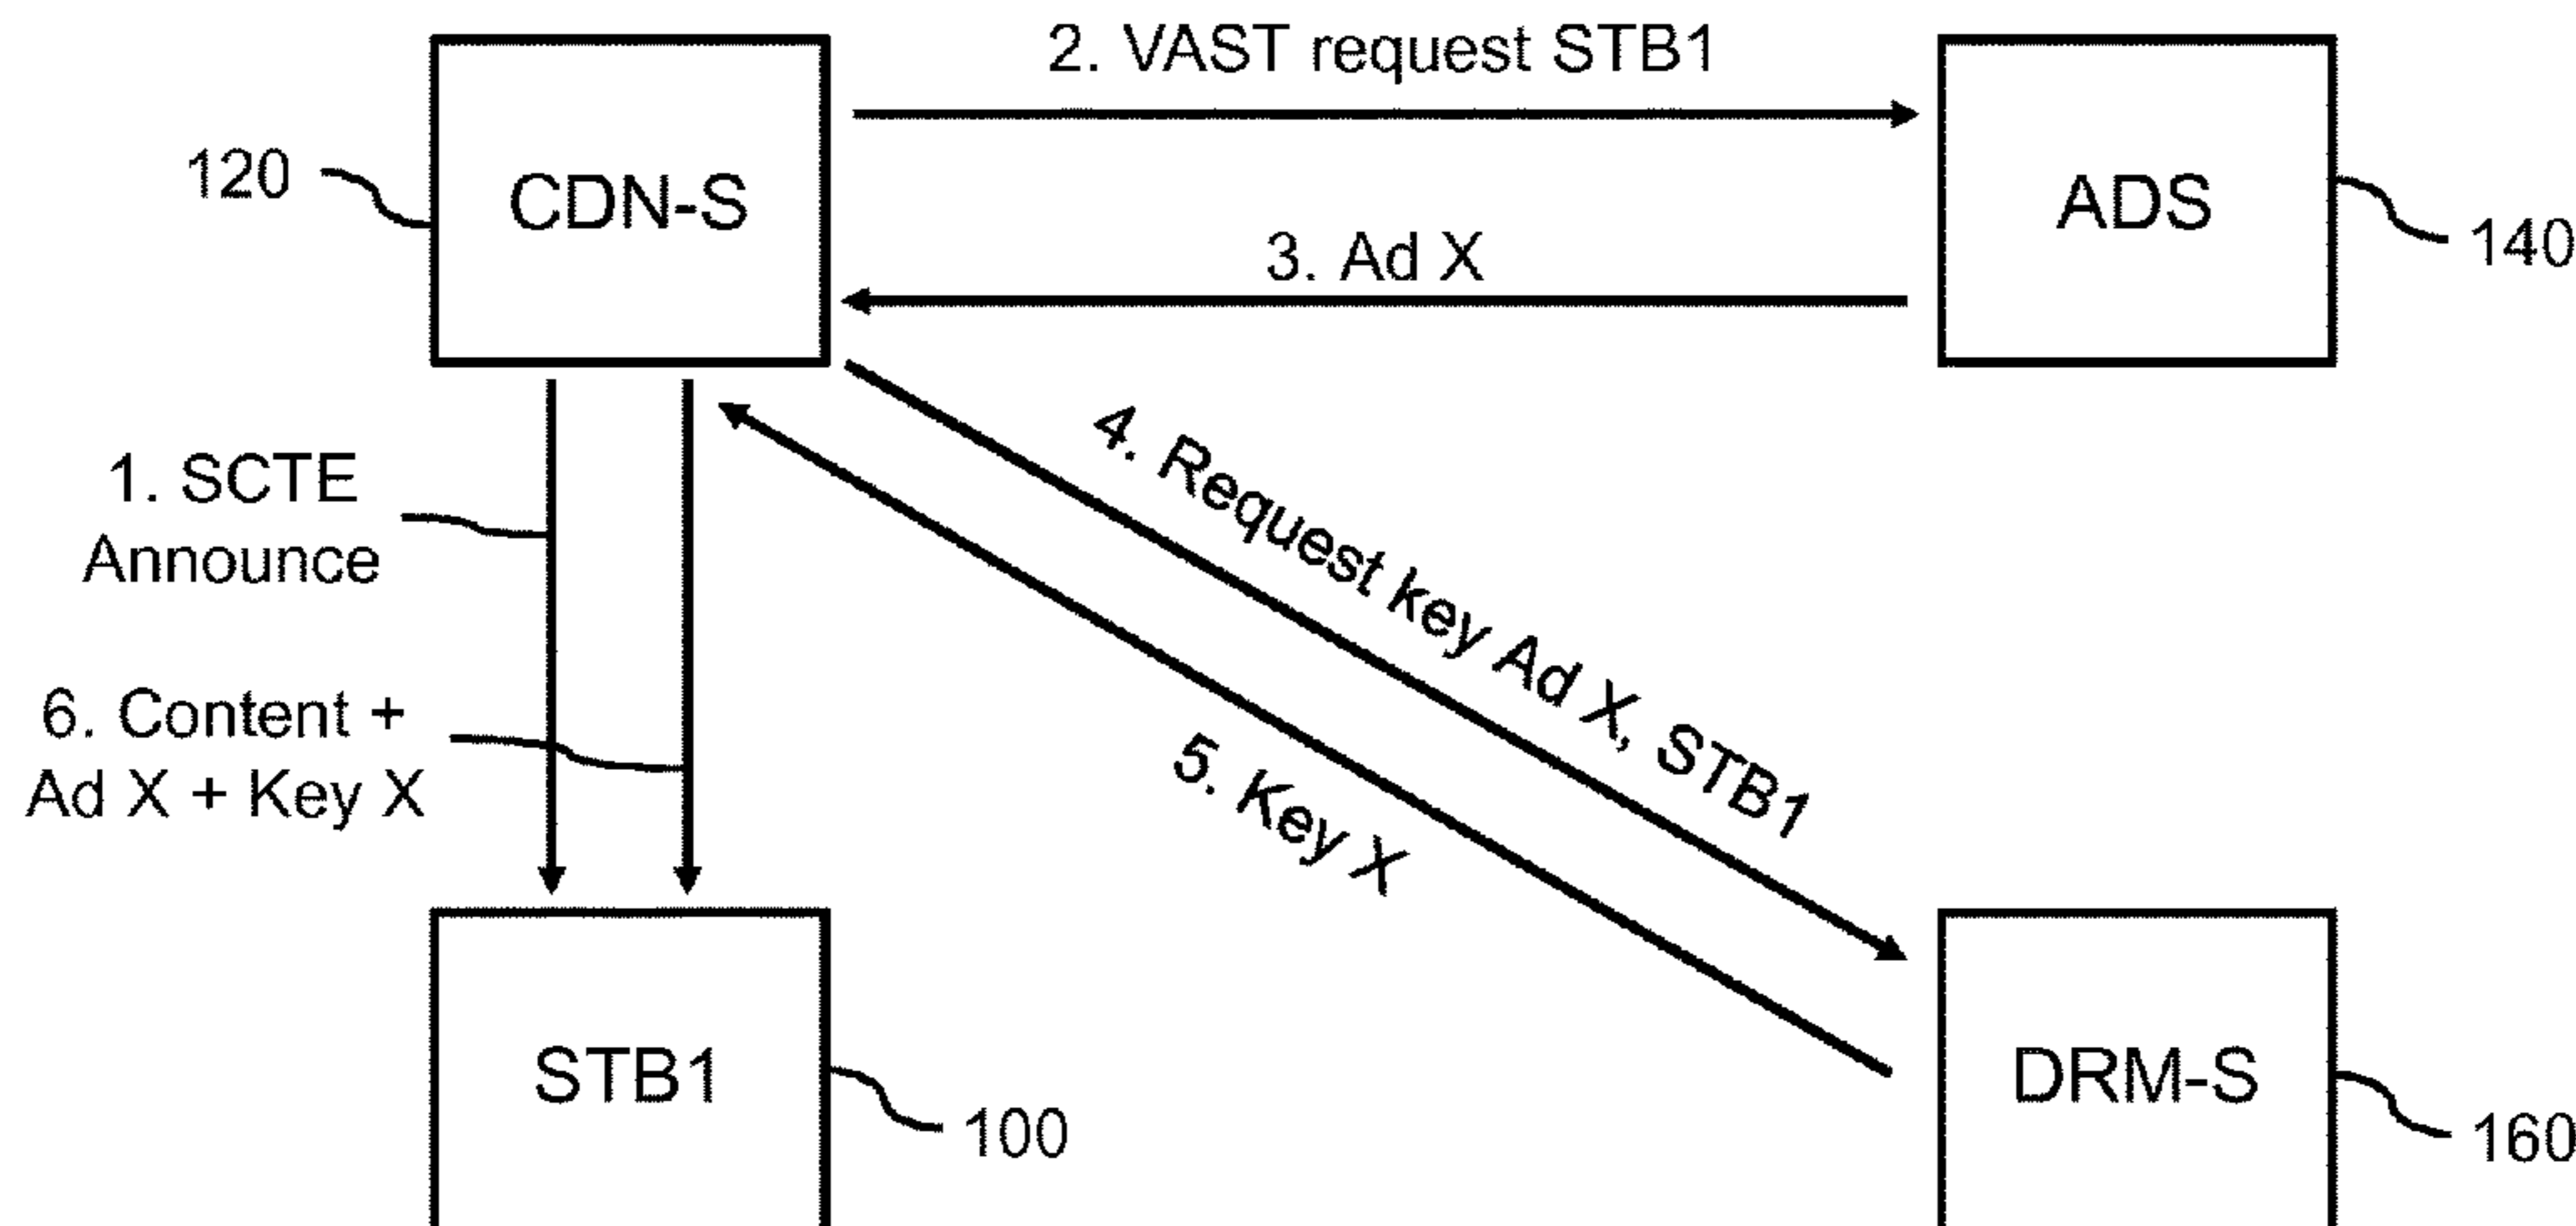 2. VAST request STB1
120
CDN-S
ADS
140
3. Ad X
1. SCTE
Announce
4. Request key Ad X, STB1
5. Key X
6. Content +
Ad X + Key X
STB1
100
DRM-S
160